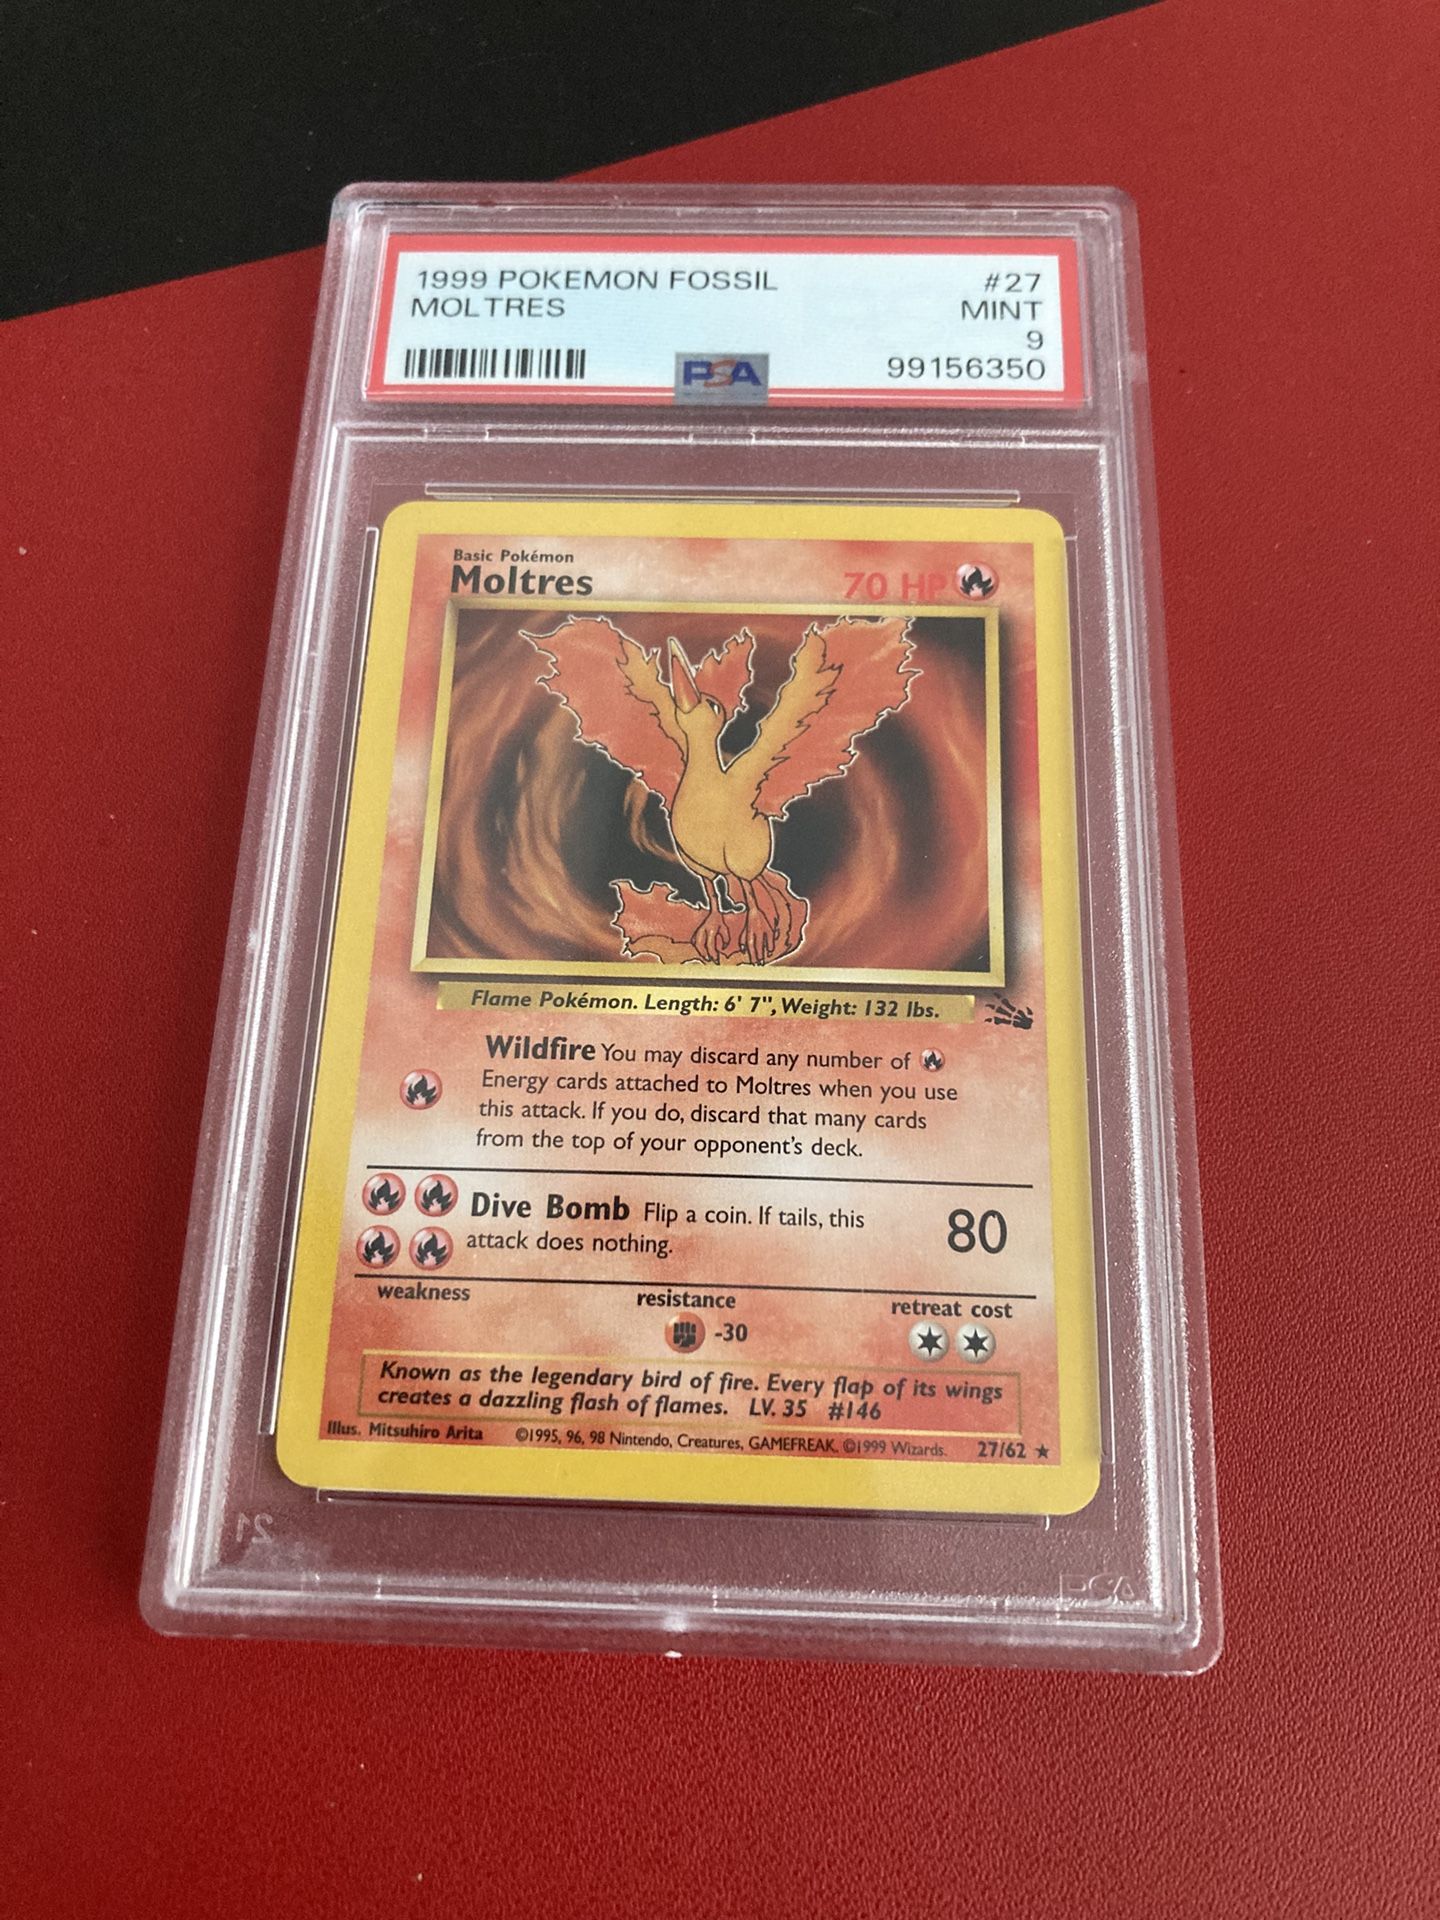 1999 POKEMON FOSSIL #27
MOLTRES MINT
9
PSA 99156350
Basic Pokémon
Moltres 70 HP
Flame Pokémon. Length: 6' 7", Weight: 132 lbs.
Wildfire You may discard any number of
Energy cards attached to Moltres when you use
this attack. If you do, discard that many cards
from the top of your opponent's deck.
Dive Bomb Flip a coin. If tails, this 80
attack does nothing.
weakness resistance retreat cost
-30
Known as the legendary bird of fire. Every flap of its wings
creates a dazzling flash of flames. LV. 35 #146
Illus. Mitsuhiro Arita ©1995, 96, 98 Nintendo, Creatures, GAMEFREAK. ©1999 Wizards. 27/62
21 PSA